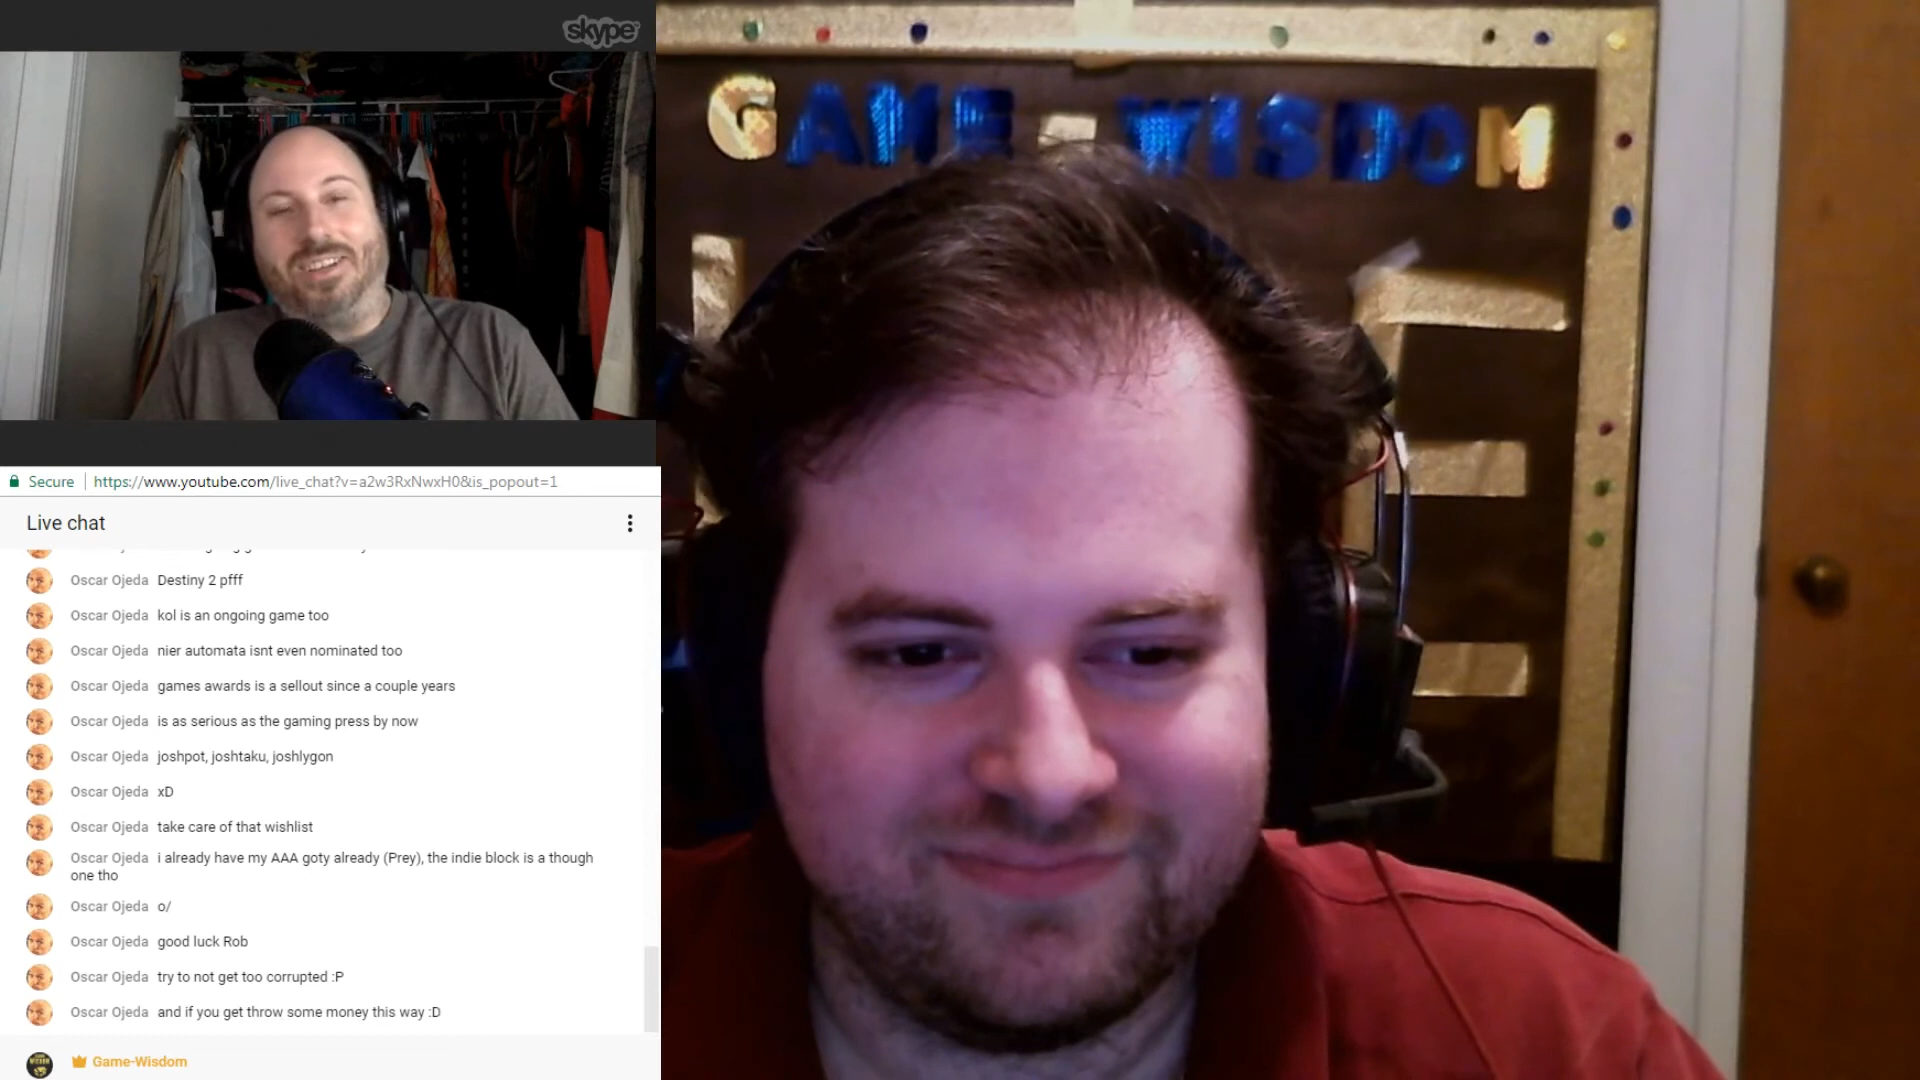 skype™
GAME-WISDOM
Secure
https://www.youtube.com/live_chat?v=a2w3RxNwxH0&is_popout=1
Live chat
Oscar Ojeda Destiny 2 pfff
Oscar Ojeda kol is an ongoing game too
Oscar Ojeda nier automata isnt even nominated too
Oscar Ojeda games awards is a sellout since a couple years
Oscar Ojeda is as serious as the gaming press by now
Oscar Ojeda joshpot, joshtaku, joshlygon
Oscar Ojeda xD
Oscar Ojeda take care of that wishlist
Oscar Ojeda i already have my AAA goty already (Prey), the indie block is a though
one tho
Oscar Ojeda o/
Oscar Ojeda good luck Rob
Oscar Ojeda try to not get too corrupted :P
Oscar Ojeda and if you get throw some money this way :D
Game-Wisdom